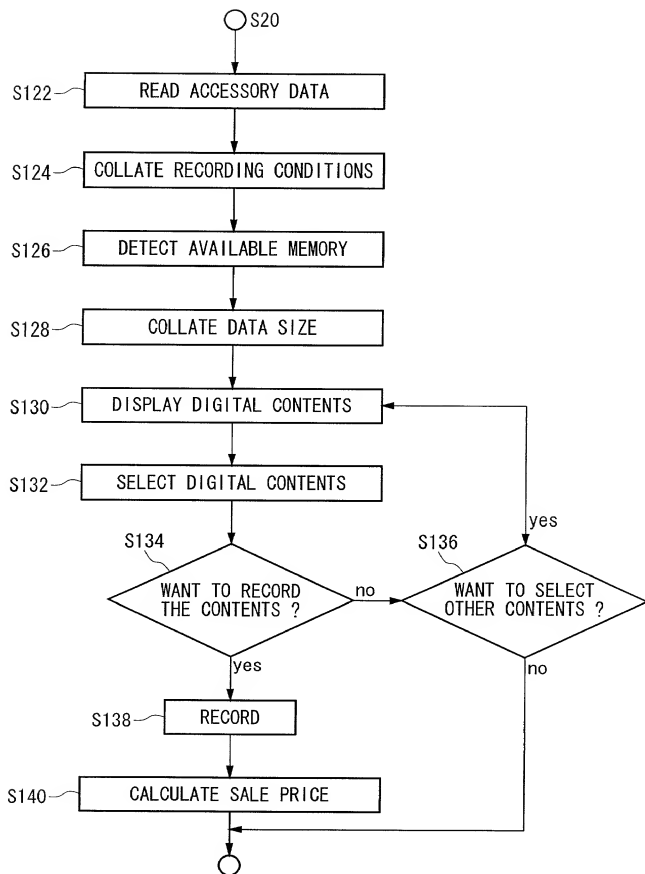 S20
S122
READ ACCESSORY DATA
S124
COLLATE RECORDING CONDITIONS
S126
DETECT AVAILABLE MEMORY
S128
COLLATE DATA SIZE
S130
DISPLAY DIGITAL CONTENTS
S132
SELECT DIGITAL CONTENTS
S134
WANT TO RECORD
THE CONTENTS ?
no
yes
S136
WANT TO SELECT
OTHER CONTENTS ?
yes
no
S138
RECORD
S140
CALCULATE SALE PRICE